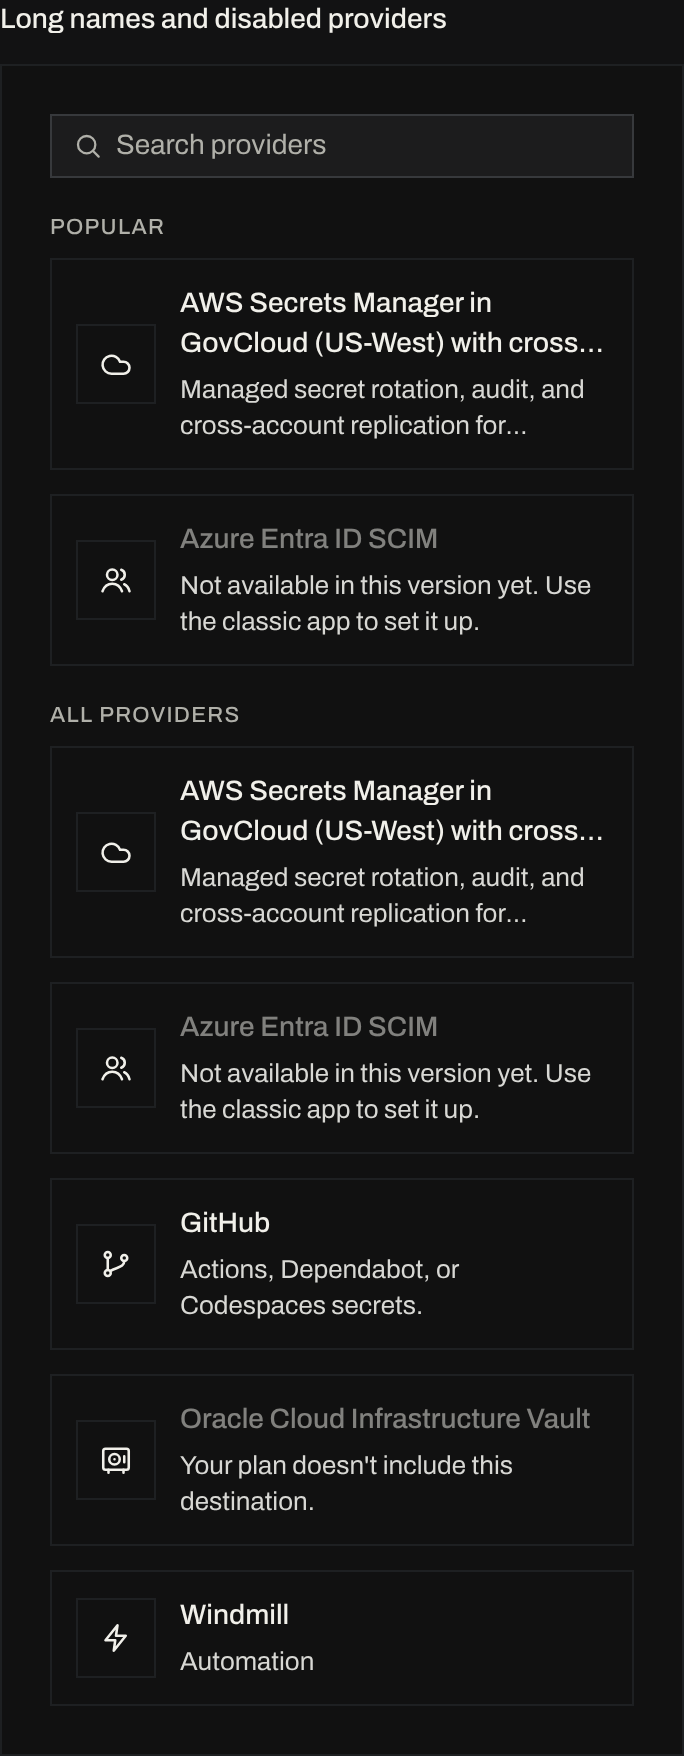 Long names and disabled providers
Search providers
POPULAR
AWS Secrets Manager in
GovCloud (US-West) with cross...
Managed secret rotation, audit, and
cross-account replication for...
Azure Entra ID SCIM
Not available in this version yet. Use
the classic app to set it up.
ALL PROVIDERS
AWS Secrets Manager in
GovCloud (US-West) with cross...
Managed secret rotation, audit, and
cross-account replication for...
Azure Entra ID SCIM
Not available in this version yet. Use
the classic app to set it up.
GitHub
Actions, Dependabot, or
Codespaces secrets.
Oracle Cloud Infrastructure Vault
Your plan doesn't include this
destination.
Windmill
Automation